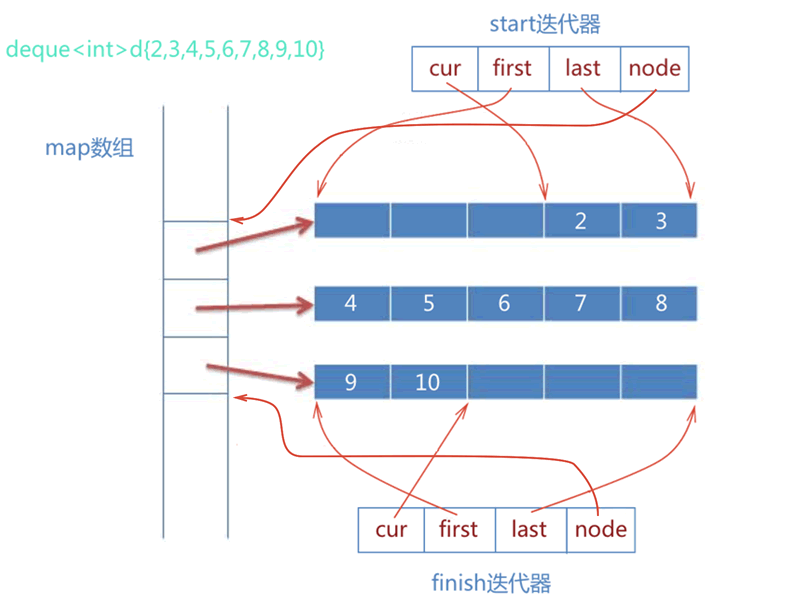 start迭代器
deque<int>d{2,3,4,5,6,7,8,9,10}
cur first last node
map数组
2 3
4 5 6 7 8
9 10
cur first last node
finish迭代器